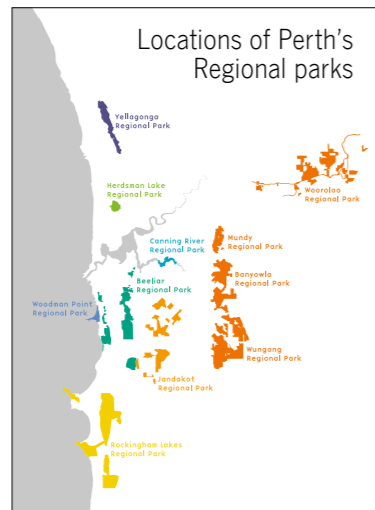 Locations of Perth's
Regional parks
Yellagonga
Regional Park
Herdsman Lake
Regional Park
Wooroloo
Regional Park
Canning River
Regional Park
Mundy
Regional Park
Banyowla
Regional Park
Beeliar
Regional Park
Woodman Point
Regional Park
Wungong
Regional Park
Jandakot
Regional Park
Rockingham Lakes
Regional Park